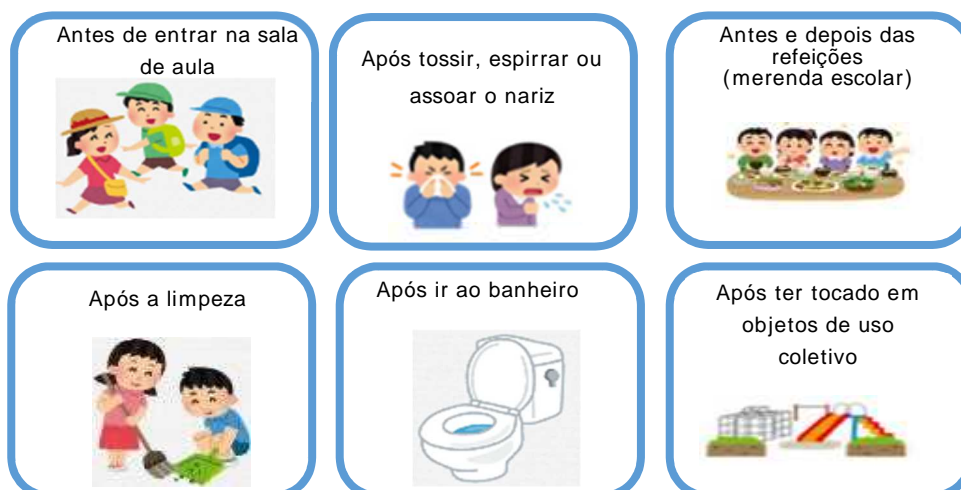 Antes de entrar na sala
de aula
Após tossir, espirrar ou
assoar o nariz
Antes e depois das
refeições
(merenda escolar)
Após a limpeza
Após ir ao banheiro
Após ter tocado em
objetos de uso
coletivo